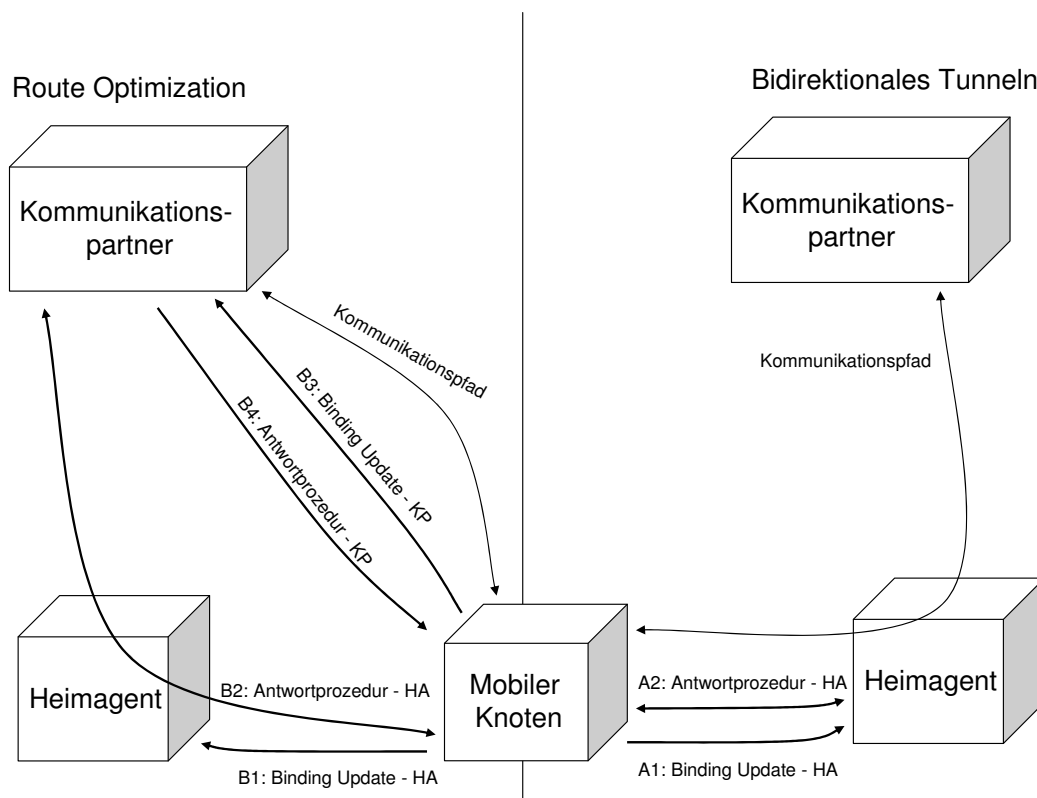 Route Optimization
Bidirektionales Tunneln
Kommunikations-
partner
Kommunikations-
partner
Kommunikationspfad
Kommunikationspfad
B3: Binding Update - KP
B4: Antwortprozedur - KP
Heimagent
B2: Antwortprozedur - HA
Mobiler
Knoten
A2: Antwortprozedur - HA
Heimagent
B1: Binding Update - HA
A1: Binding Update - HA